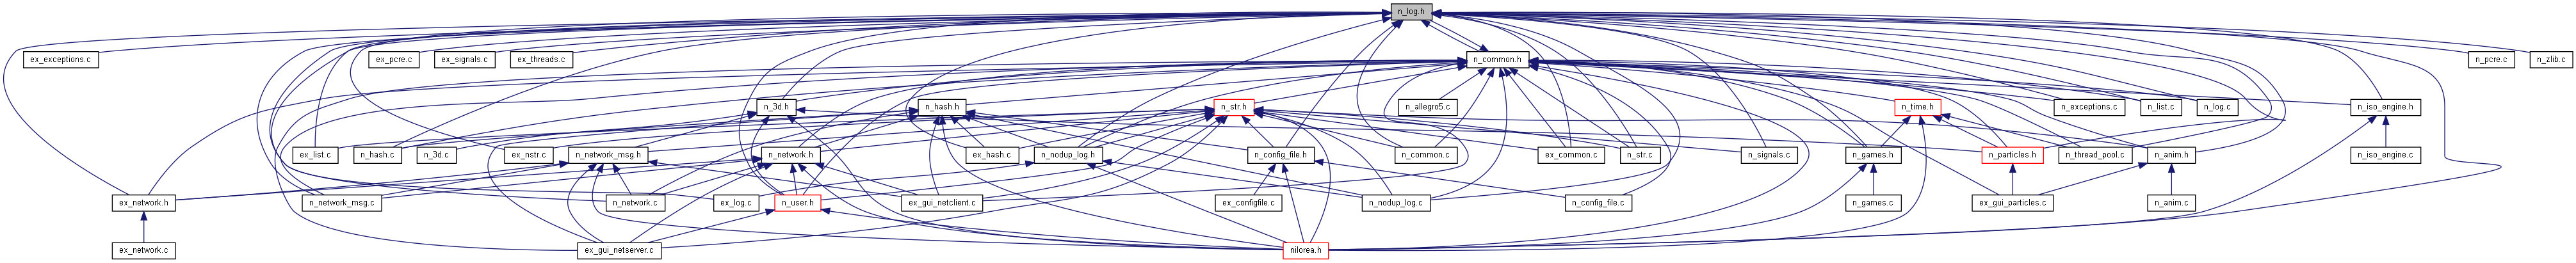 n_log.h
ex_exceptions.c
ex_pcre.c
ex_signals.c
ex_threads.c
n_common.h
n_pcre.c
n_zlib.c
n_3d.h
n_hash.h
n_str.h
n_allegro5.c
n_time.h
n_exceptions.c
n_list.c
n_log.c
n_iso_engine.h
ex_list.c
n_hash.c
n_3d.c
ex_nstr.c
n_network_msg.h
n_network.h
ex_hash.c
n_nodup_log.h
n_config_file.h
n_common.c
ex_common.c
n_str.c
n_signals.c
n_games.h
n_particles.h
n_thread_pool.c
n_anim.h
n_iso_engine.c
ex_network.h
n_network_msg.c
n_network.c
ex_log.c
n_user.h
ex_gui_netclient.c
ex_configfile.c
n_nodup_log.c
n_config_file.c
n_games.c
ex_gui_particles.c
n_anim.c
ex_network.c
ex_gui_netserver.c
nilorea.h